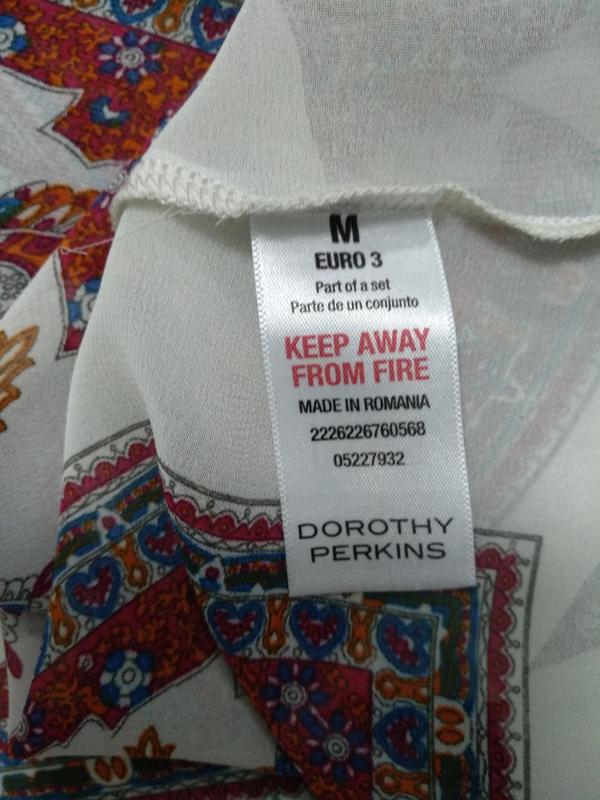 M
EURO 3
Part of a set
Parte de un conjunto
KEEP AWAY
FROM FIRE
MADE IN ROMANIA
2226226760568
05227932
DOROTHY
PERKINS